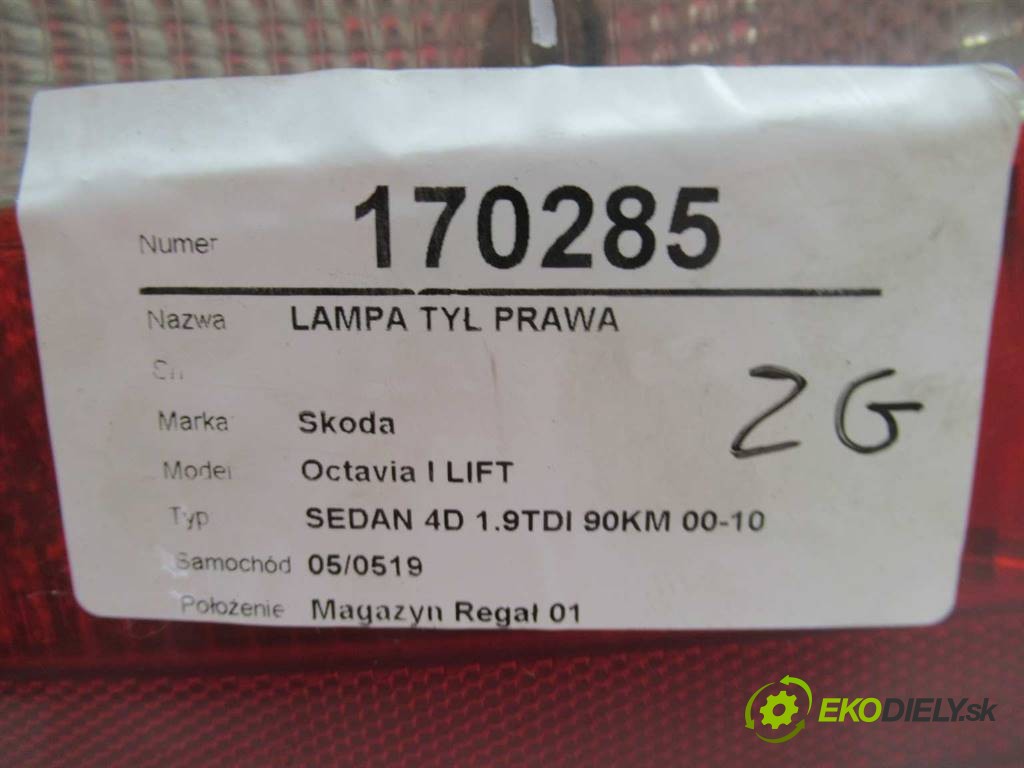 Numer 170285
Nazwa LAMPA TYŁ PRAWA
Marka Skoda
Model Octavia I LIFT
Typ SEDAN 4D 1.9TDI 90KM 00-10
Samochód 05/0519
Położenie Magazyn Regał 01
ZG
EKODIELY.sk